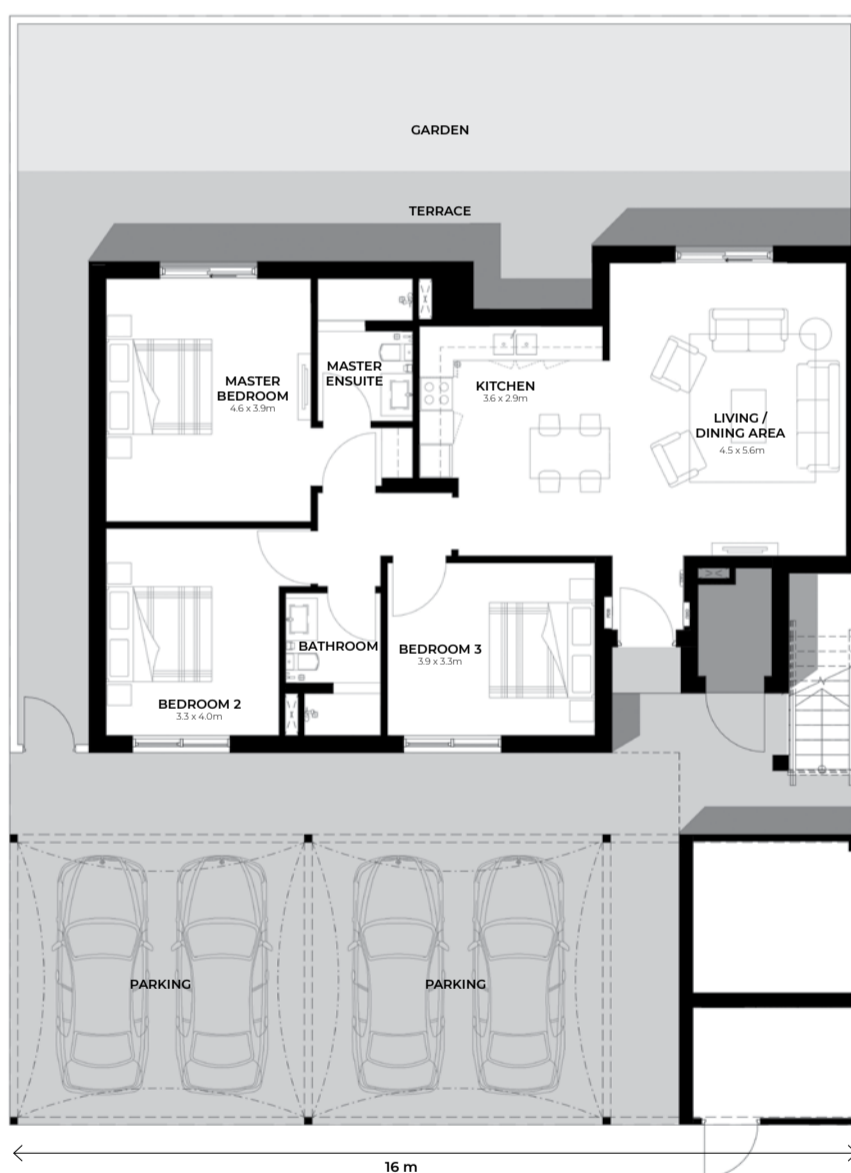 GARDEN
TERRACE
MASTER
BEDROOM
4.6 x 3.9m
MASTER
ENSUITE
KITCHEN
3.6 x 2.9m
LIVING /
DINING AREA
4.5 x 5.6m
BATHROOM
BEDROOM 3
3.9 x 3.3m
BEDROOM 2
3.3 x 4.0m
PARKING
PARKING
16 m